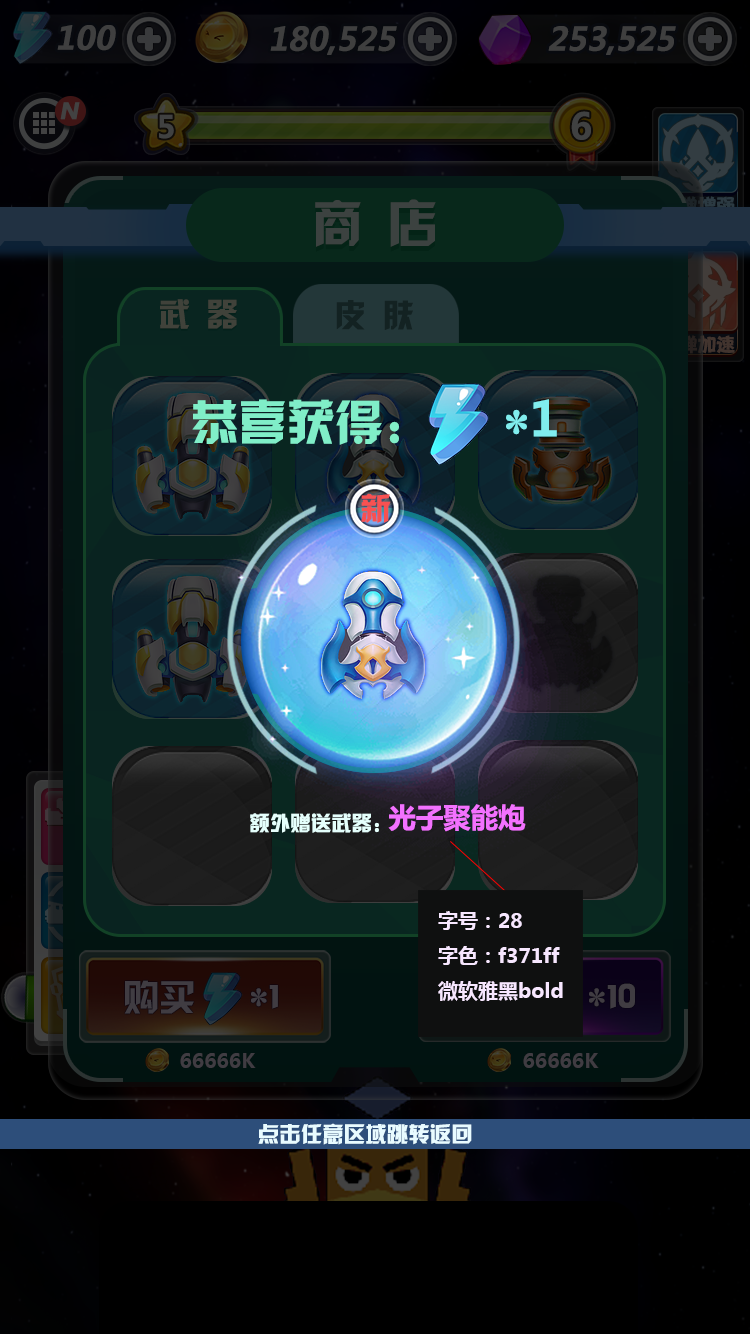 100
180,525
253,525
N
5
6
商店
武器
皮肤
加速
恭喜获得：*1
新
额外赠送武器：光子聚能炮
字号：28
字色：f371ff
微软雅黑bold
购买*1
*10
66666K
66666K
点击任意区域跳转返回